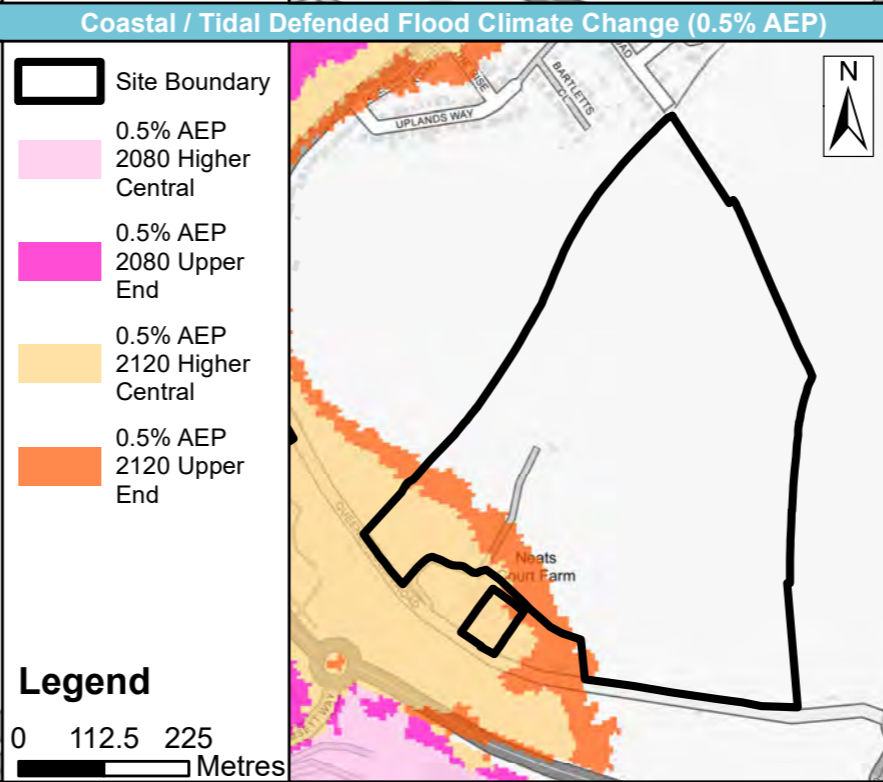 Coastal / Tidal Defended Flood Climate Change (0.5% AEP)
Site Boundary
0.5% AEP
2080 Higher
Central
0.5% AEP
2080 Upper
End
0.5% AEP
2120 Higher
Central
0.5% AEP
2120 Upper
End
Legend
0 112.5 225
Metres
N
UPLANDS WAY
BARTLETTS
CL
Neats
Court Farm